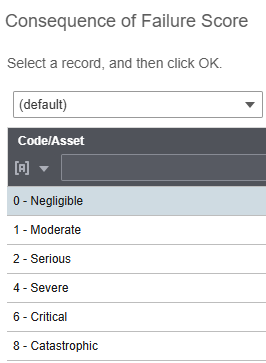 Consequence of Failure Score
Select a record, and then click OK.
(default)
Code/Asset
[A]
0 - Negligible
1 - Moderate
2 - Serious
4 - Severe
6 - Critical
8 - Catastrophic